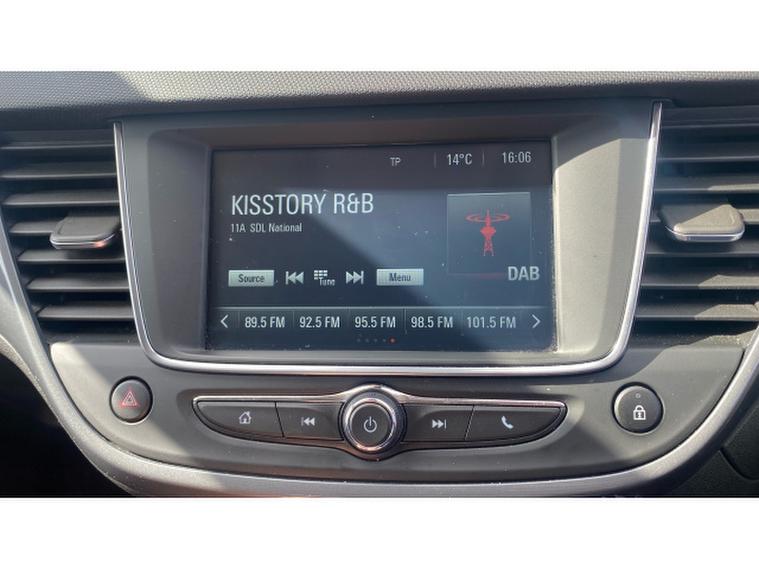 TP 14°C 16:06
KISSTORY R&B
11A SDL National
Source Tune Menu
DAB
89.5 FM 92.5 FM 95.5 FM 98.5 FM 101.5 FM